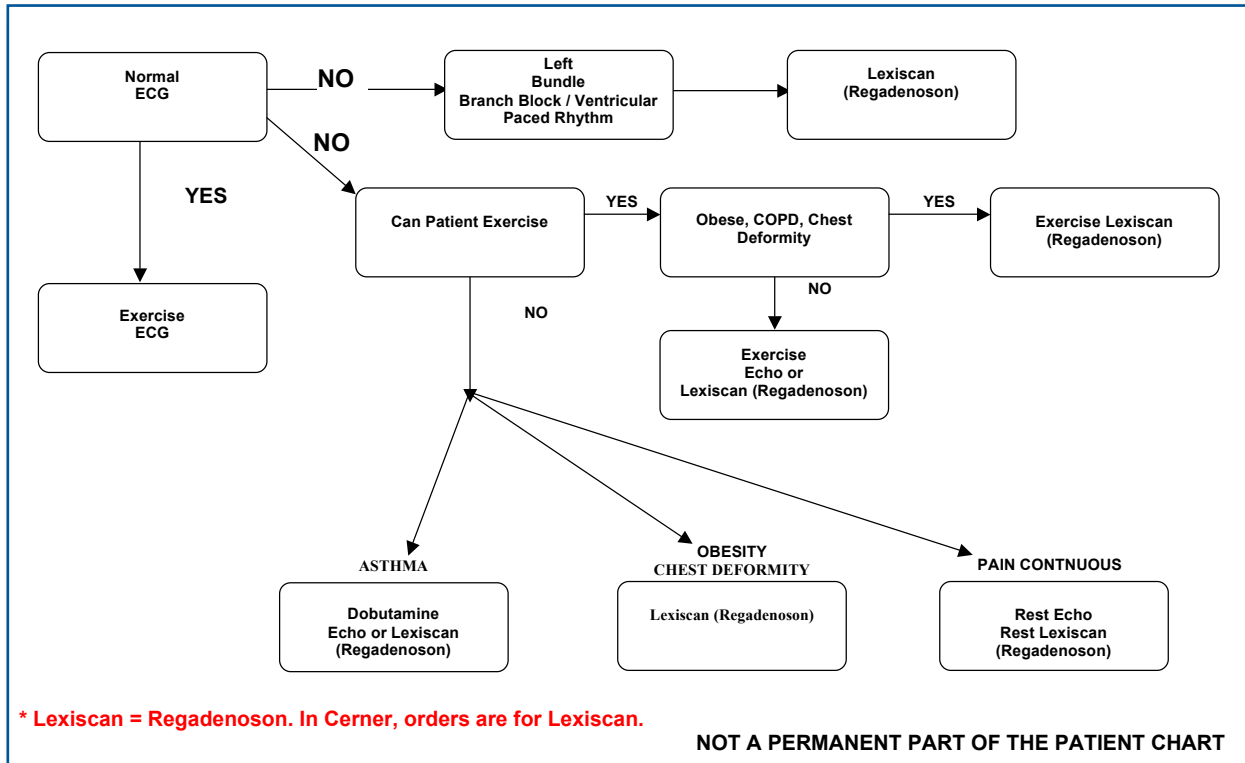 Normal
ECG
NO
Left
Bundle
Branch Block / Ventricular
Paced Rhythm
Lexiscan
(Regadenoson)
NO
YES
Can Patient Exercise
YES
Obese, COPD, Chest
Deformity
YES
Exercise Lexiscan
(Regadenoson)
Exercise
ECG
NO
NO
Exercise
Echo or
Lexiscan (Regadenoson)
ASTHMA
Dobutamine
Echo or Lexiscan
(Regadenoson)
OBESITY
CHEST DEFORMITY
Lexiscan (Regadenoson)
PAIN CONTNUOUS
Rest Echo
Rest Lexiscan
(Regadenoson)
* Lexiscan = Regadenoson. In Cerner, orders are for Lexiscan.
NOT A PERMANENT PART OF THE PATIENT CHART